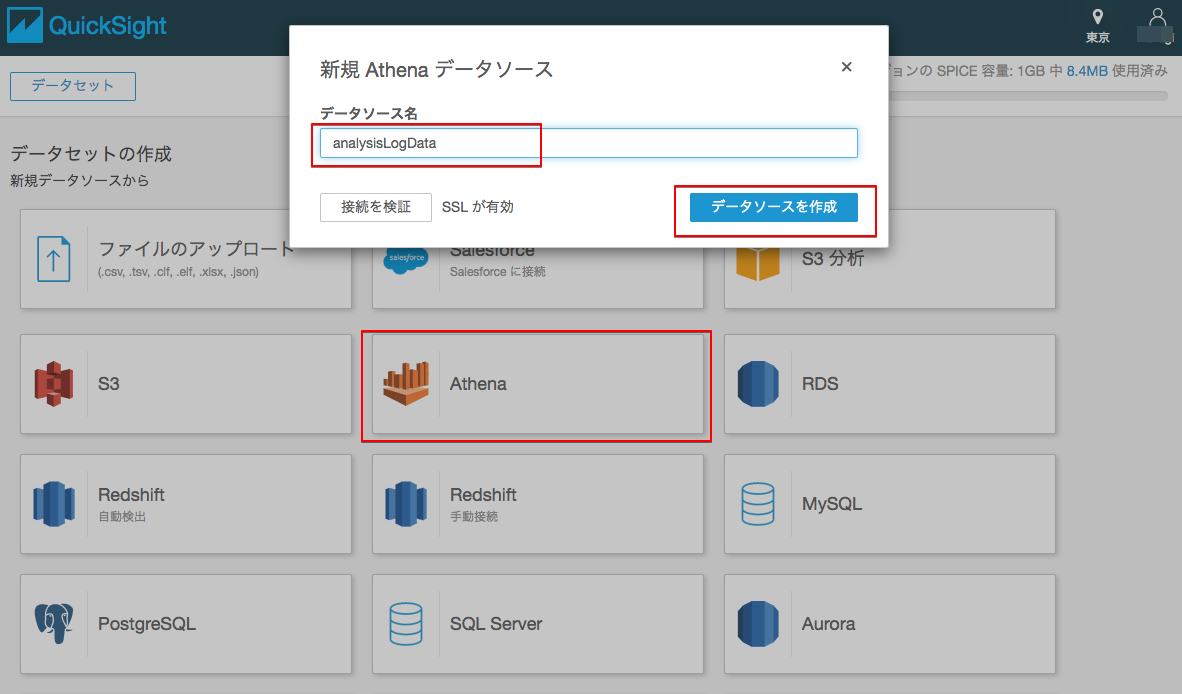 QuickSight
東京
データセット
ョンの SPICE 容量: 1GB 中 8.4MB 使用済み
新規 Athena データソース
×
データソース名
analysisLogData
接続を検証
SSL が有効
データソースを作成
データセットの作成
新規データソースから
ファイルのアップロード
(.csv, .tsv, .clf, .elf, .xlsx, .json)
salesforce
Salesforce
Salesforce に接続
S3 分析
S3
Athena
RDS
Redshift
自動検出
Redshift
手動接続
MySQL
PostgreSQL
SQL Server
Aurora